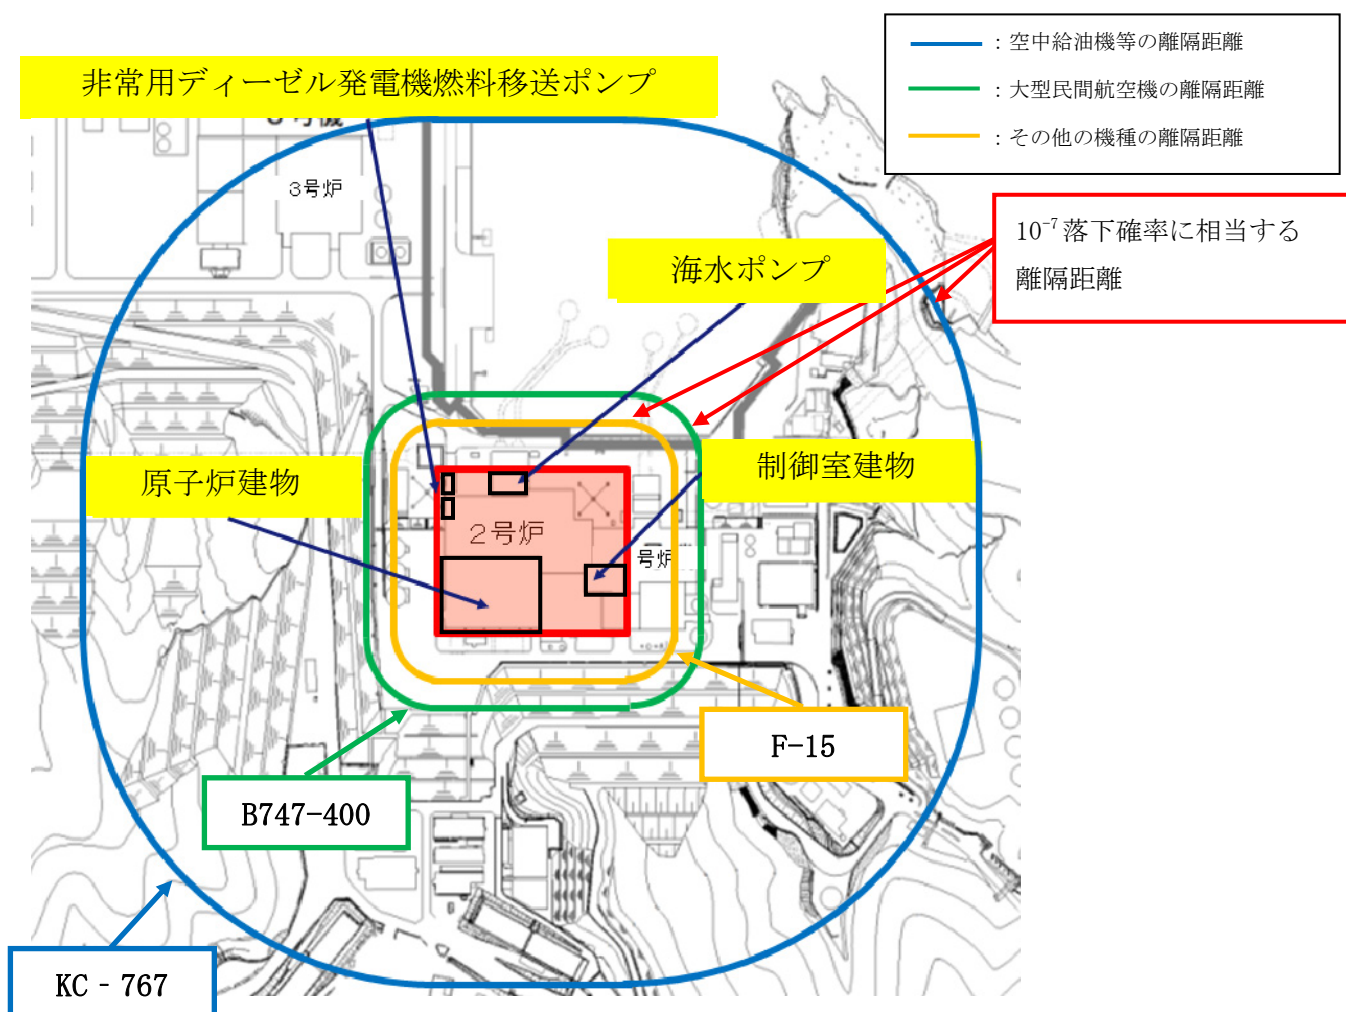 : 空中給油機等の離隔距離
: 大型民間航空機の離隔距離
: その他の機種の離隔距離
非常用ディーゼル発電機燃料移送ポンプ
3号炉
10⁻⁷落下確率に相当する
離隔距離
海水ポンプ
制御室建物
原子炉建物
2号炉
号炉
F-15
B747-400
KC‐767